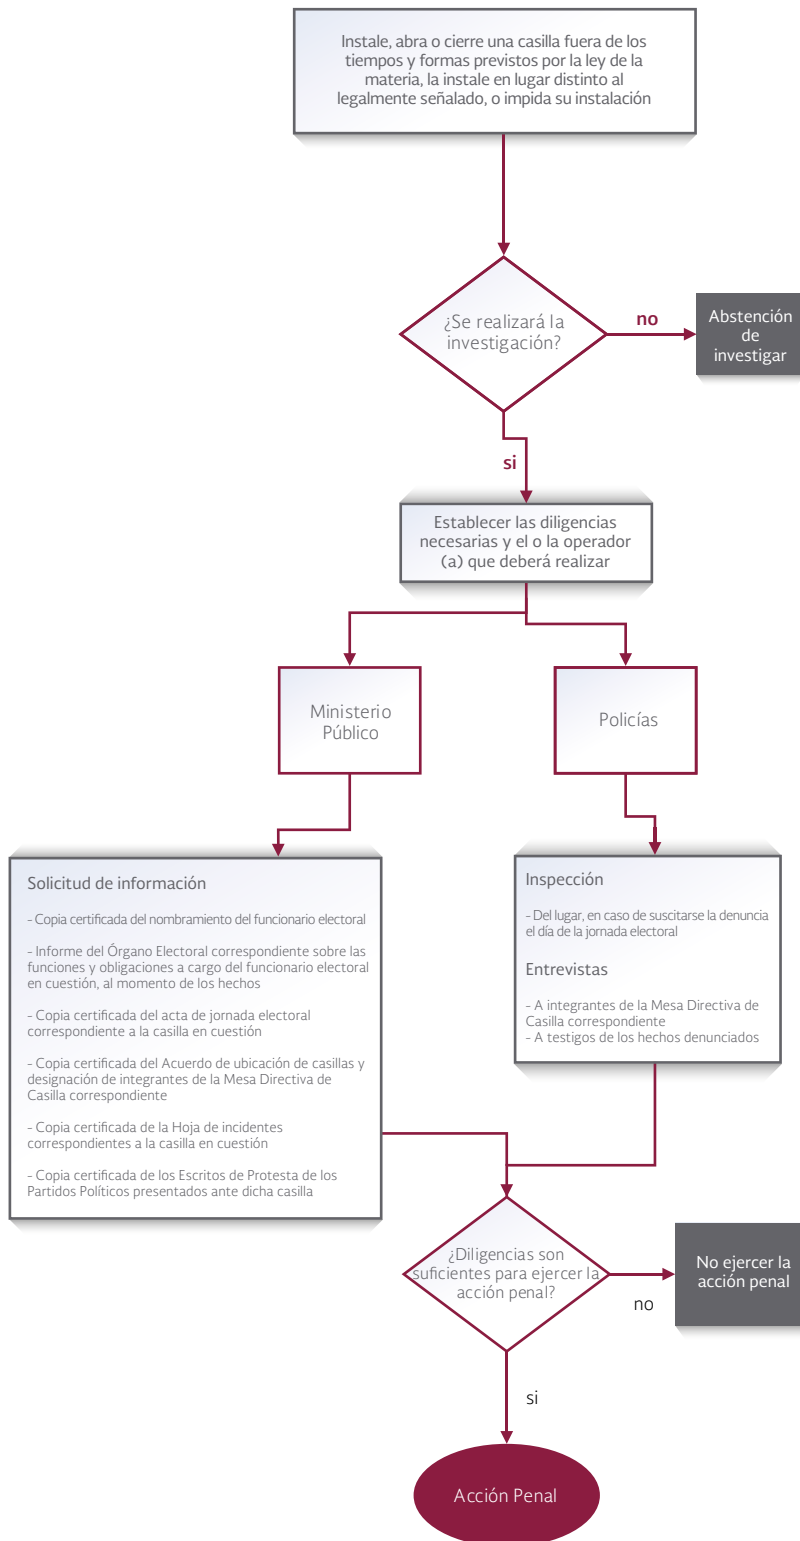 Instale, abra o cierre una casilla fuera de los
tiempos y formas previstos por la ley de la
materia, la instale en lugar distinto al
legalmente señalado, o impida su instalación
¿Se realizará la
investigación?
no
Abstención
de
investigar
si
Establecer las diligencias
necesarias y el o la operador
(a) que deberá realizar
Ministerio
Público
Policías
Solicitud de información
- Copia certificada del nombramiento del funcionario electoral
- Informe del Órgano Electoral correspondiente sobre las
funciones y obligaciones a cargo del funcionario electoral
en cuestión, al momento de los hechos
- Copia certificada del acta de jornada electoral
correspondiente a la casilla en cuestión
- Copia certificada del Acuerdo de ubicación de casillas y
designación de integrantes de la Mesa Directiva de
Casilla correspondiente
- Copia certificada de la Hoja de incidentes
correspondientes a la casilla en cuestión
- Copia certificada de los Escritos de Protesta de los
Partidos Políticos presentados ante dicha casilla
Inspección
- Del lugar, en caso de suscitarse la denuncia
el día de la jornada electoral
Entrevistas
- A integrantes de la Mesa Directiva de
Casilla correspondiente
- A testigos de los hechos denunciados
¿Diligencias son
suficientes para ejercer la
acción penal?
no
No ejercer la
acción penal
si
Acción Penal